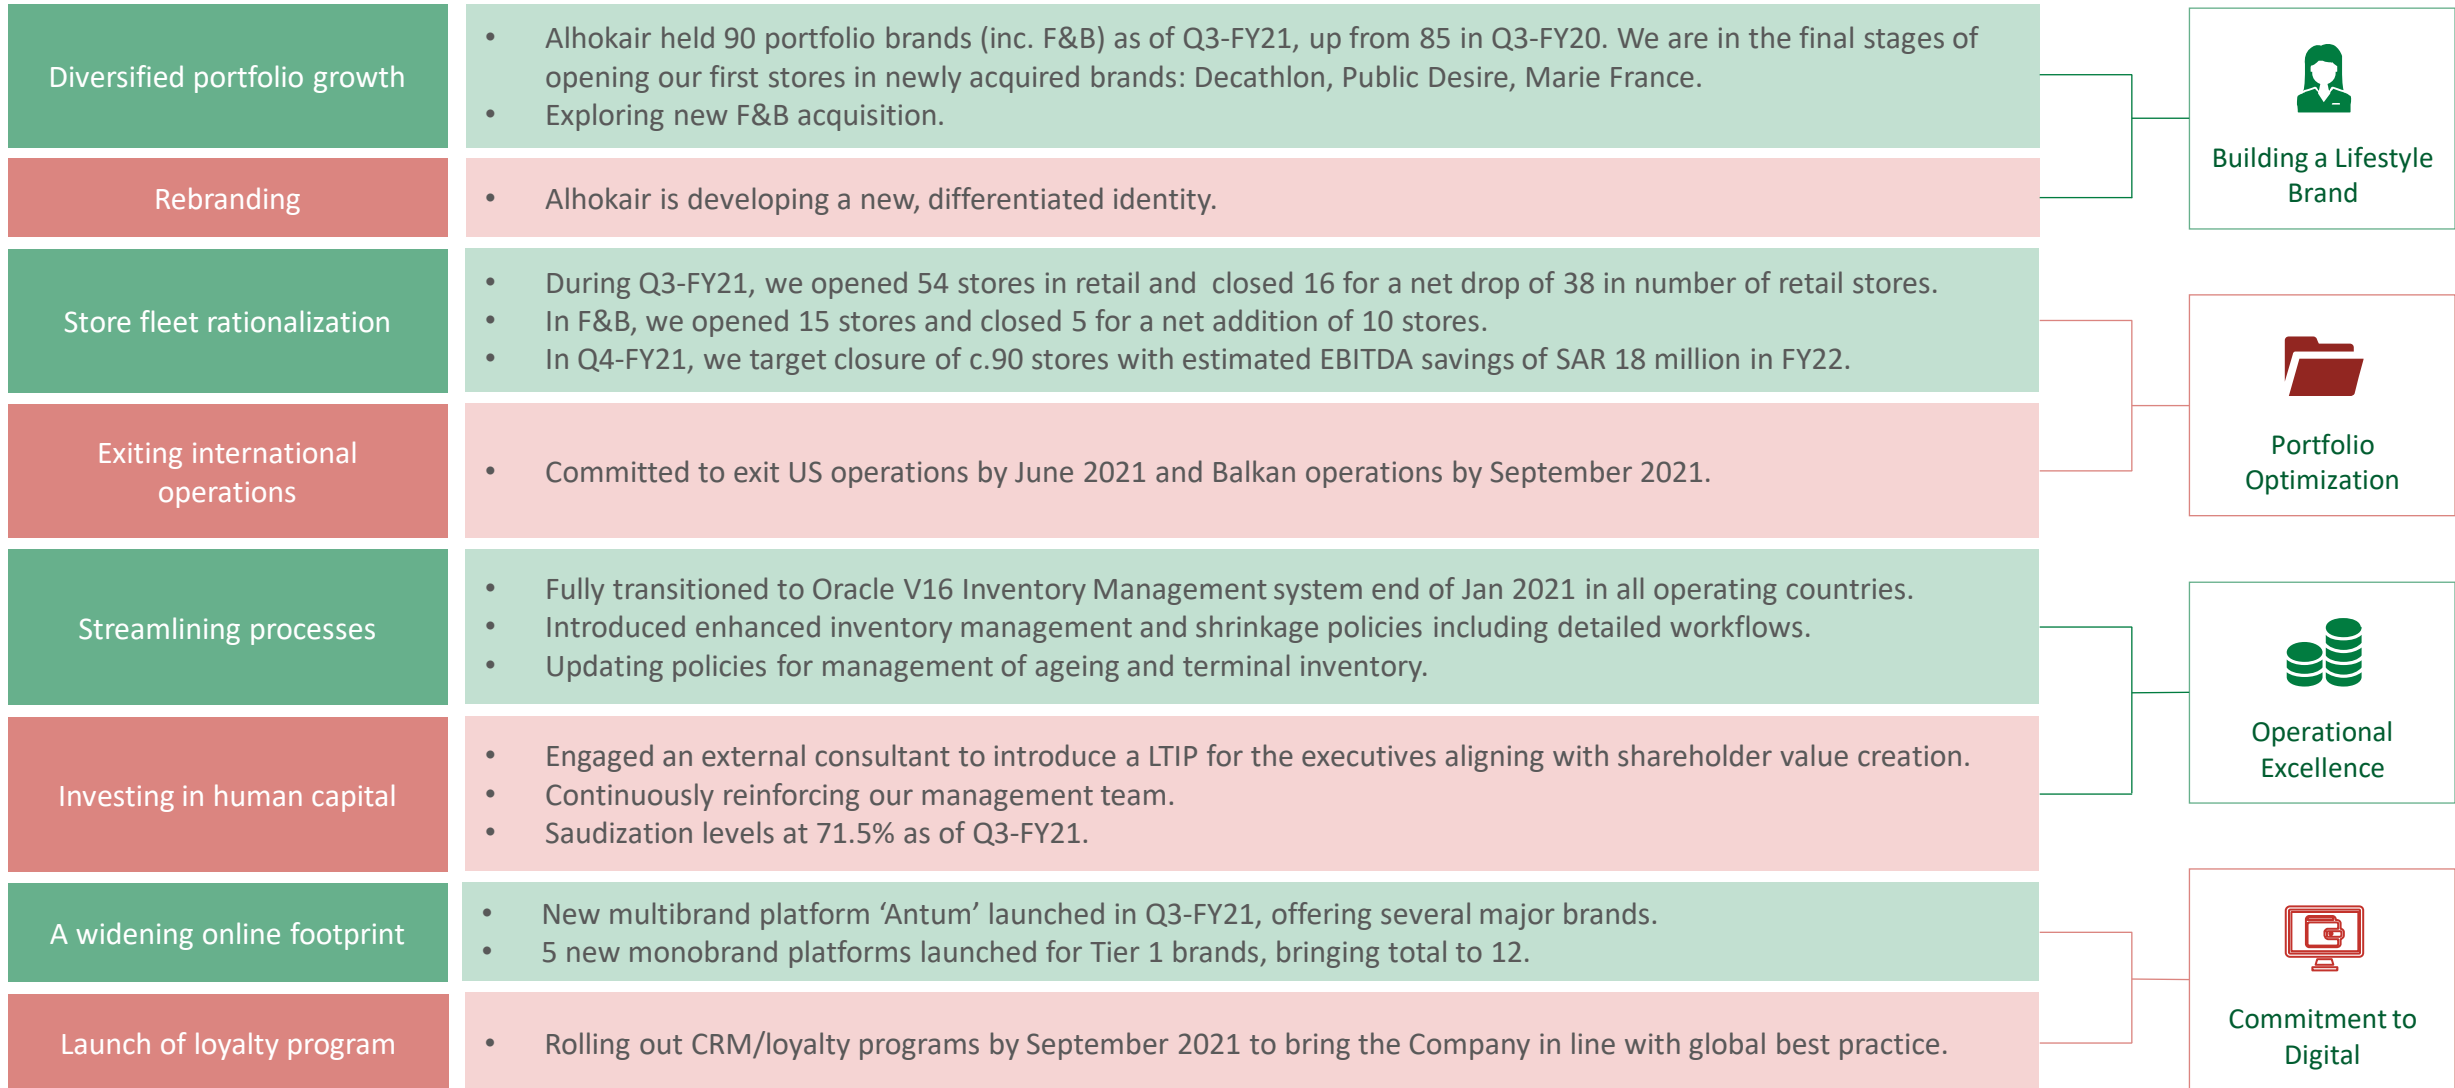 Diversified portfolio growth
• Alhokair held 90 portfolio brands (inc. F&B) as of Q3-FY21, up from 85 in Q3-FY20. We are in the final stages of
opening our first stores in newly acquired brands: Decathlon, Public Desire, Marie France.
• Exploring new F&B acquisition.
Rebranding
• Alhokair is developing a new, differentiated identity.
Building a Lifestyle
Brand
Store fleet rationalization
• During Q3-FY21, we opened 54 stores in retail and closed 16 for a net drop of 38 in number of retail stores.
• In F&B, we opened 15 stores and closed 5 for a net addition of 10 stores.
• In Q4-FY21, we target closure of c.90 stores with estimated EBITDA savings of SAR 18 million in FY22.
Exiting international
operations
• Committed to exit US operations by June 2021 and Balkan operations by September 2021.
Portfolio
Optimization
Streamlining processes
• Fully transitioned to Oracle V16 Inventory Management system end of Jan 2021 in all operating countries.
• Introduced enhanced inventory management and shrinkage policies including detailed workflows.
• Updating policies for management of ageing and terminal inventory.
Investing in human capital
• Engaged an external consultant to introduce a LTIP for the executives aligning with shareholder value creation.
• Continuously reinforcing our management team.
• Saudization levels at 71.5% as of Q3-FY21.
Operational
Excellence
A widening online footprint
• New multibrand platform ‘Antum’ launched in Q3-FY21, offering several major brands.
• 5 new monobrand platforms launched for Tier 1 brands, bringing total to 12.
Launch of loyalty program
• Rolling out CRM/loyalty programs by September 2021 to bring the Company in line with global best practice.
Commitment to
Digital